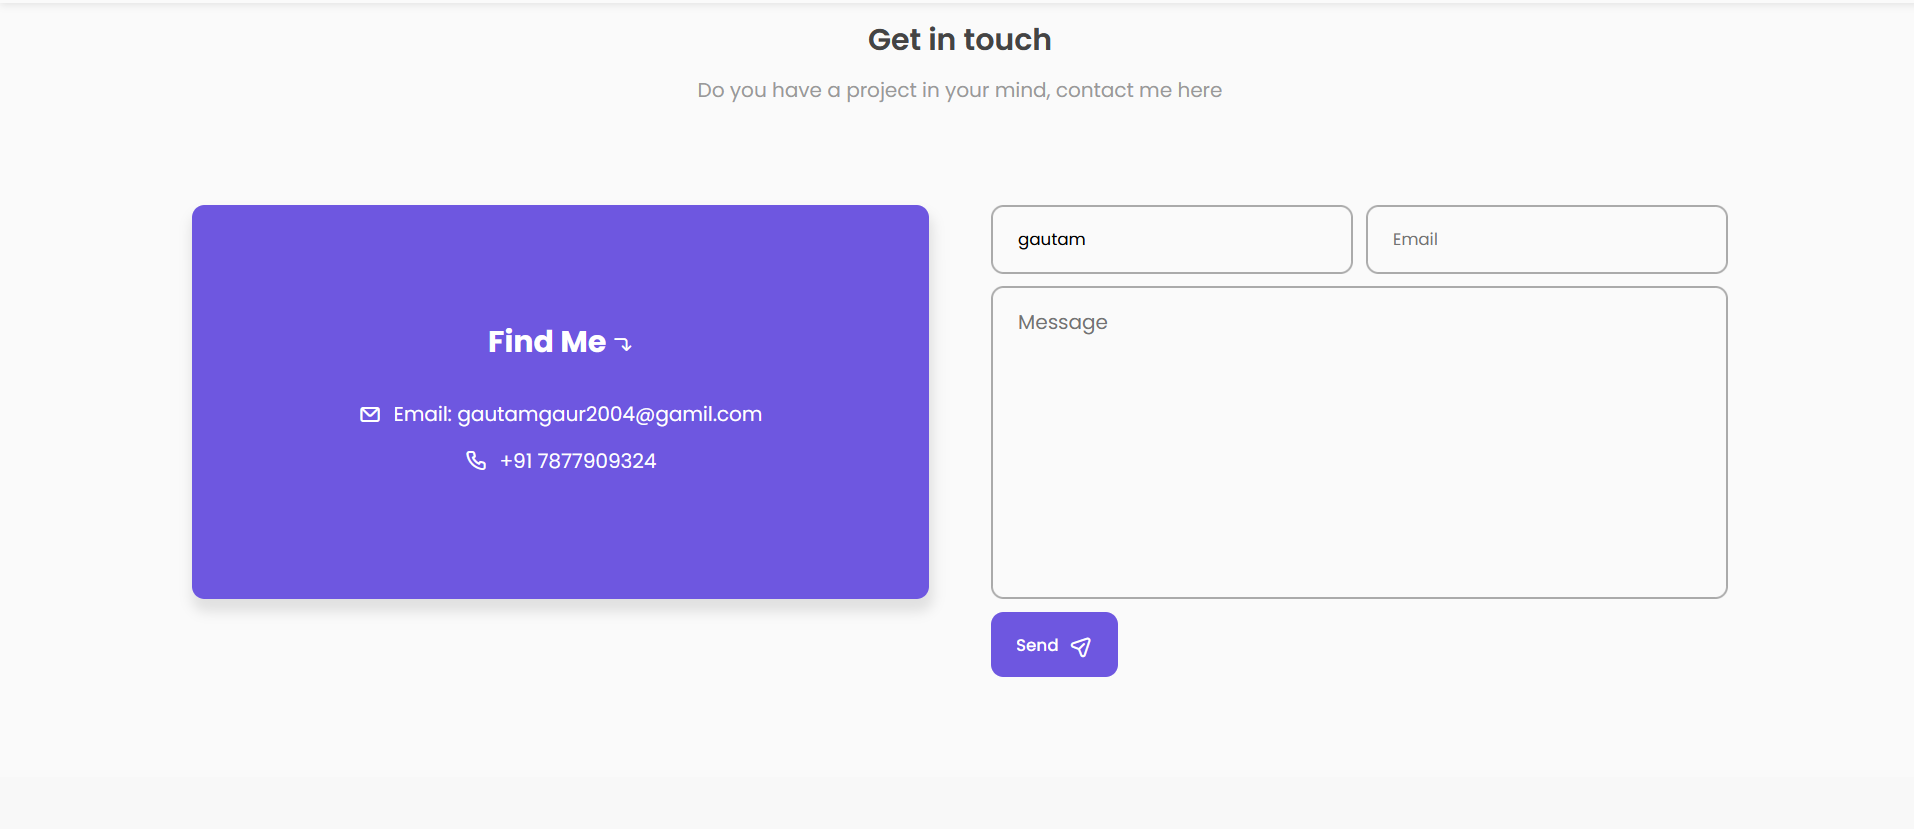 Get in touch
Do you have a project in your mind, contact me here
Find Me
Email: gautamgaur2004@gamil.com
+91 7877909324
gautam
Email
Message
Send